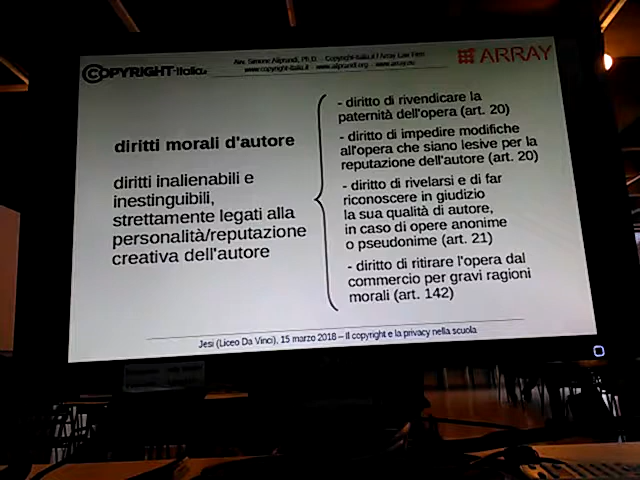 COPYRIGHT-Italia.it
Avv. Simone Aliprandi, Ph.D. - Copyright-Italia.it / Array Law Firm
www.copyright-italia.it - www.aliprandi.org - www.array.eu
ARRAY
diritti morali d'autore
diritti inalienabili e
inestinguibili,
strettamente legati alla
personalità/reputazione
creativa dell'autore
- diritto di rivendicare la
paternità dell'opera (art. 20)
- diritto di impedire modifiche
all'opera che siano lesive per la
reputazione dell'autore (art. 20)
- diritto di rivelarsi e di far
riconoscere in giudizio
la sua qualità di autore,
in caso di opere anonime
o pseudonime (art. 21)
- diritto di ritirare l'opera dal
commercio per gravi ragioni
morali (art. 142)
Jesi (Liceo Da Vinci), 15 marzo 2018 – Il copyright e la privacy nella scuola